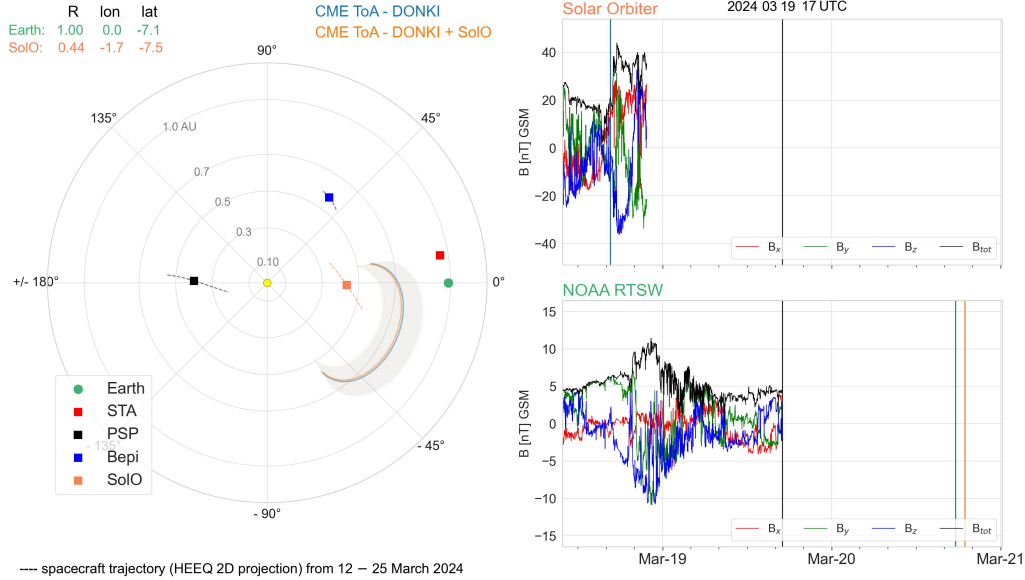 R lon lat
Earth: 1.00 0.0 -7.1
SolO: 0.44 -1.7 -7.5
CME ToA - DONKI
CME ToA - DONKI + SolO
90°
135°
45°
1.0 AU
0.7
0.5
0.3
0.10
+/- 180°
0°
- 135°
- 45°
- 90°
Earth
STA
PSP
Bepi
SolO
---- spacecraft trajectory (HEEQ 2D projection) from 12 − 25 March 2024
Solar Orbiter
2024 03 19 17 UTC
B [nT] GSM
40
20
0
−20
−40
Bx By Bz Btot
NOAA RTSW
B [nT] GSM
15
10
5
0
−5
−10
−15
Bx By Bz Btot
Mar-19 Mar-20 Mar-21